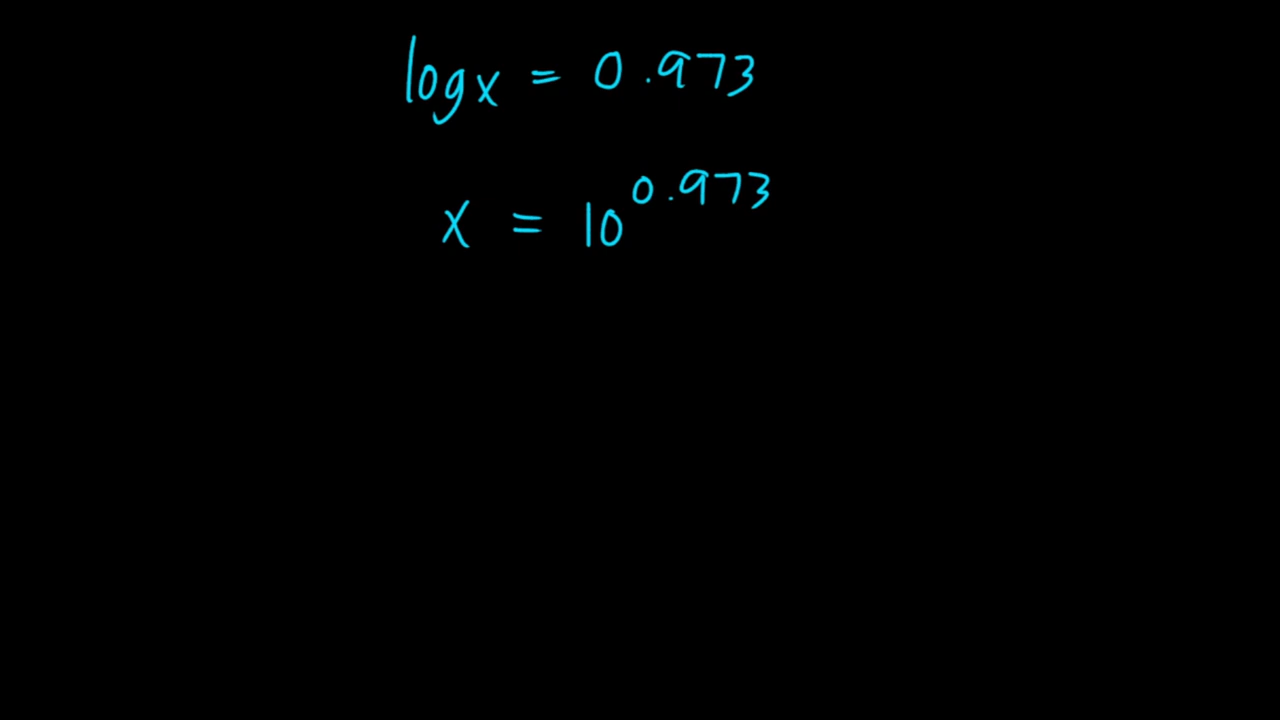 log x = 0.973
x = 10^0.973